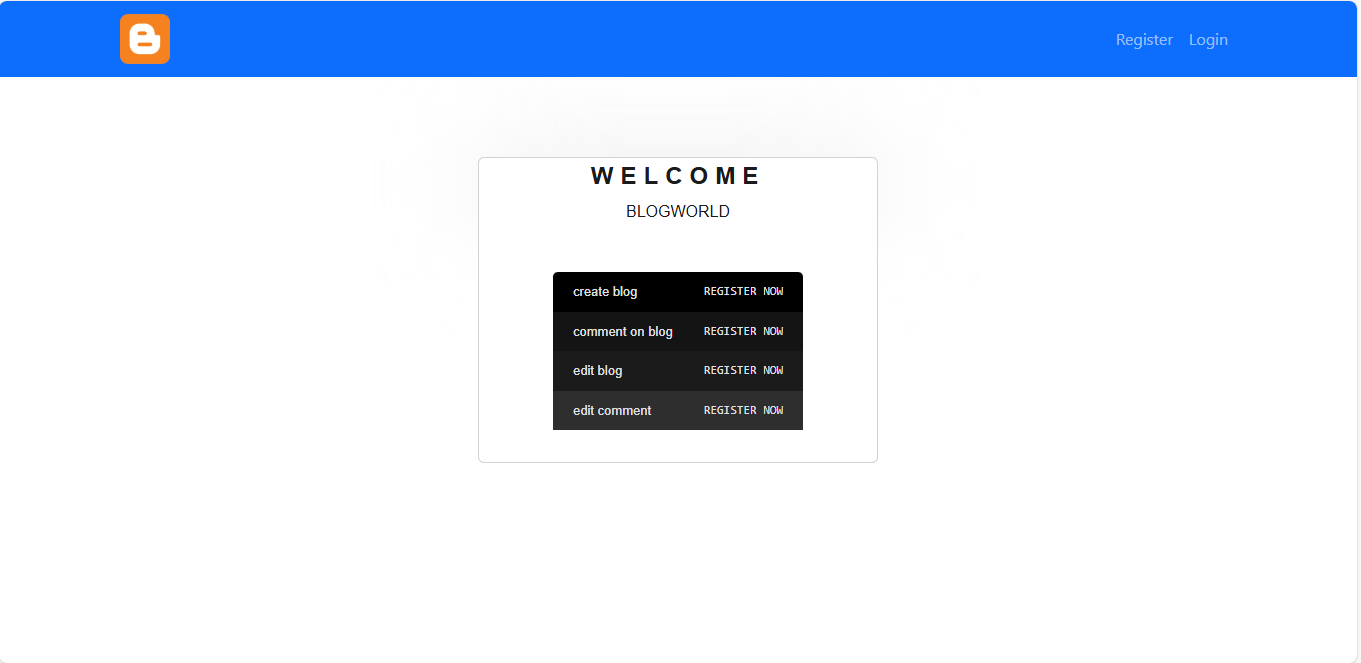 Register Login
W E L C O M E
BLOGWORLD
create blog REGISTER NOW
comment on blog REGISTER NOW
edit blog REGISTER NOW
edit comment REGISTER NOW